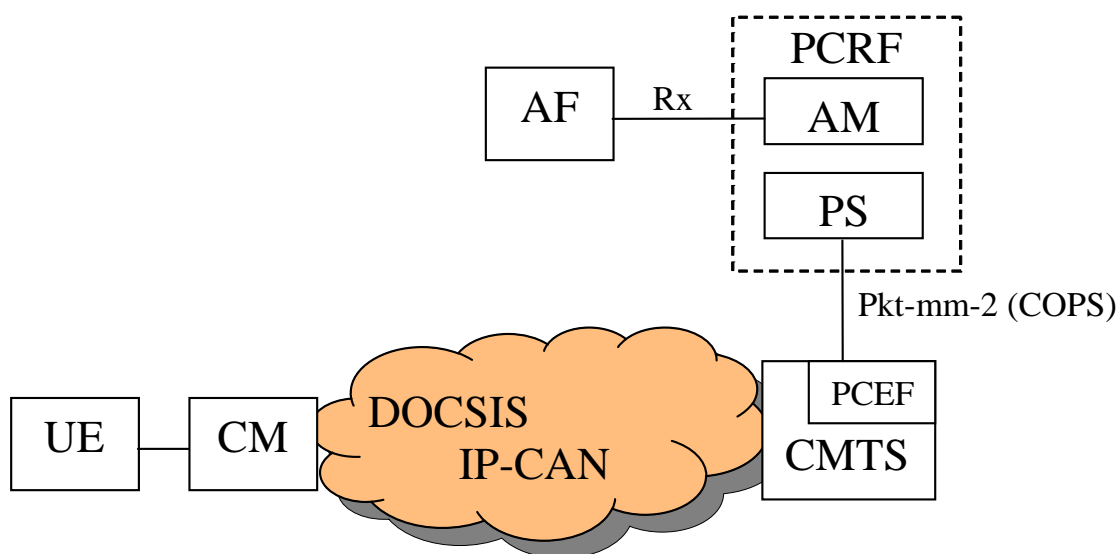 PCRF
AF
Rx
AM
PS
Pkt-mm-2 (COPS)
PCEF
UE
CM
DOCSIS
IP-CAN
CMTS